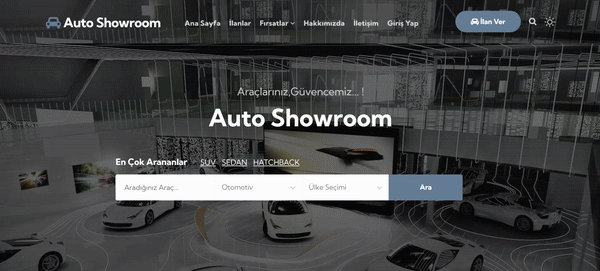 Auto Showroom
Ana Sayfa İlanlar Fırsatlar Hakkımızda İletişim Giriş Yap
İlan Ver
Araçlarınız,Güvencemiz... |
Auto Showroom
En Çok Arananlar SUV SEDAN HATCHBACK
Aradığınız Araç... Otomotiv Ülke Seçimi Ara